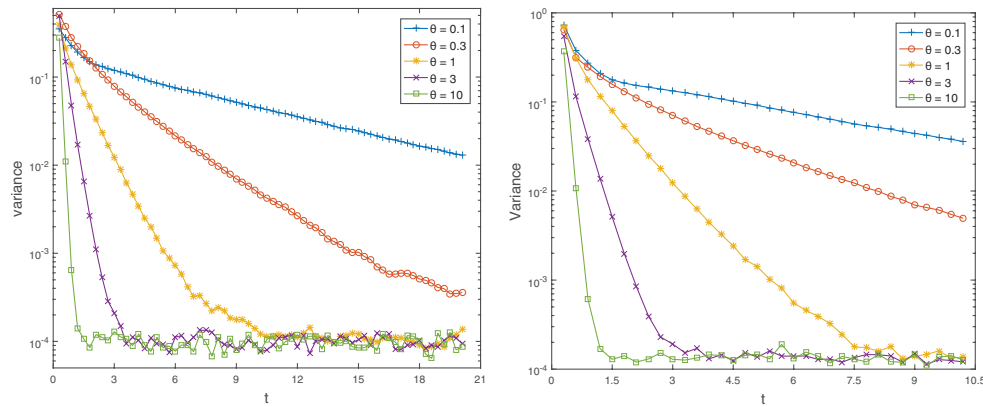 10⁻¹
10⁻²
10⁻³
10⁻⁴
variance
0 3 6 9 12 15 18 21
t
θ = 0.1
θ = 0.3
θ = 1
θ = 3
θ = 10
10⁰
10⁻¹
10⁻²
10⁻³
10⁻⁴
Variance
0 1.5 3 4.5 6 7.5 9 10.5
t
θ = 0.1
θ = 0.3
θ = 1
θ = 3
θ = 10